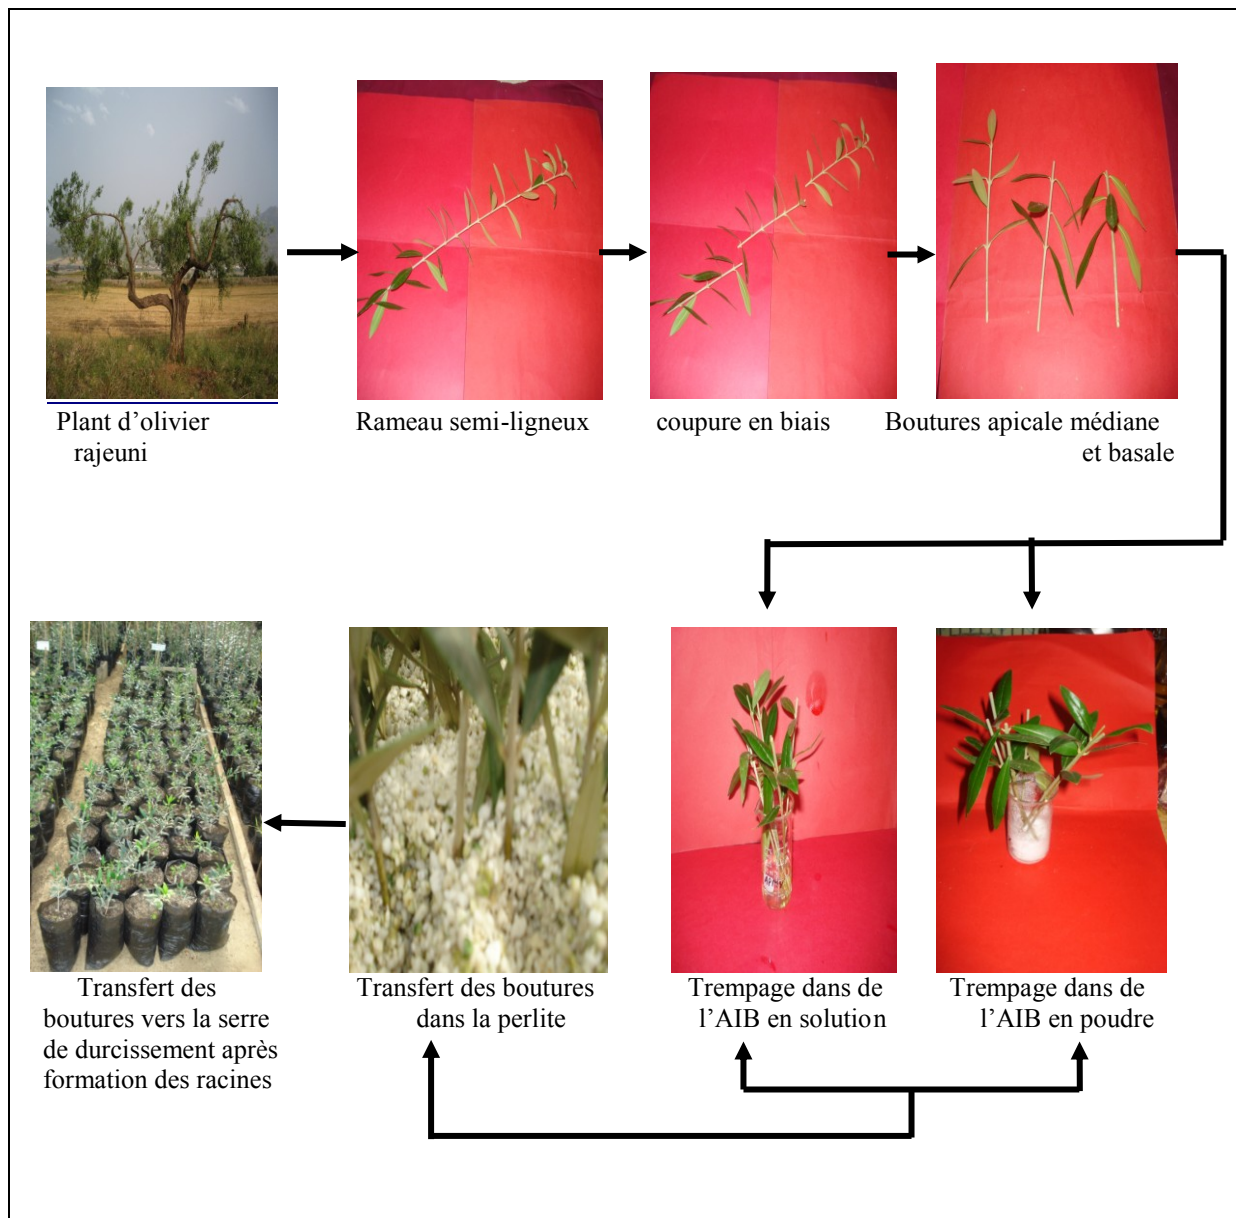 Plant d’olivier
rajeuni
Rameau semi-ligneux
coupure en biais
Boutures apicale médiane
et basale
Transfert des
boutures vers la serre
de durcissement après
formation des racines
Transfert des boutures
dans la perlite
Trempage dans de
l’AIB en solution
Trempage dans de
l’AIB en poudre